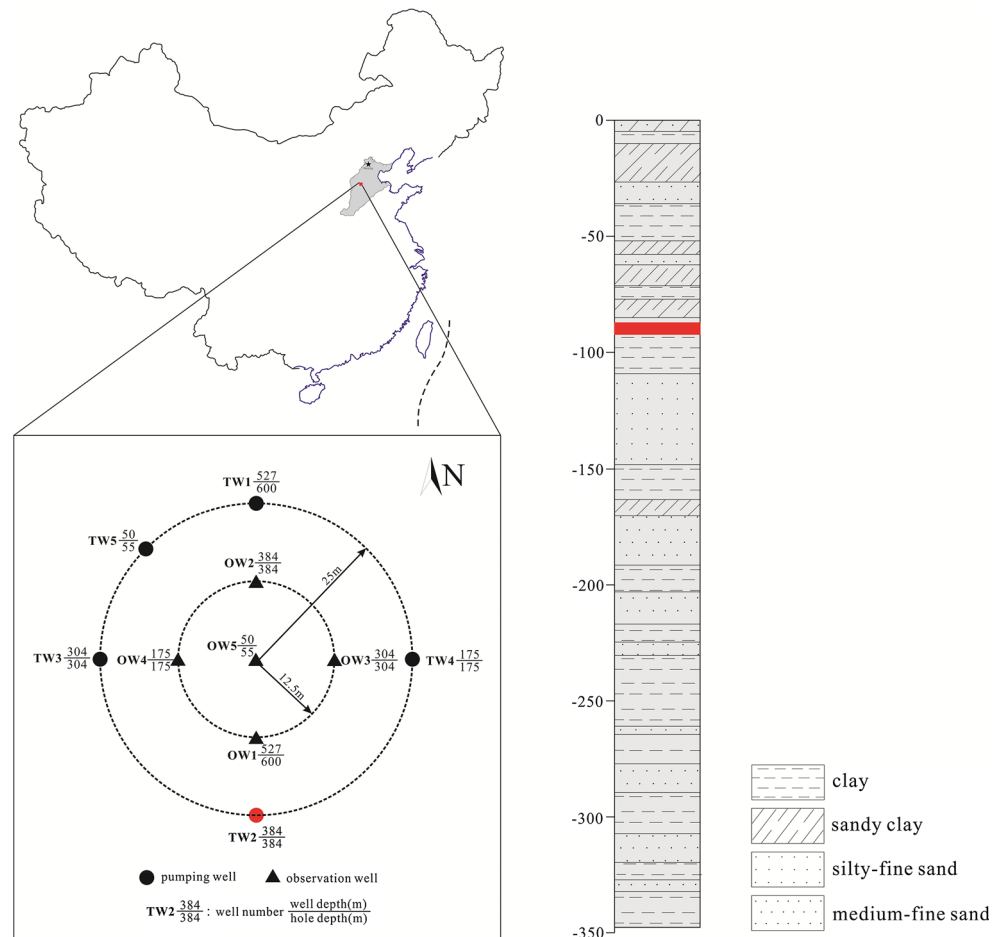 0
-50
-100
-150
-200
-250
-300
-350
N
TW1 527/600
TW5 50/55
OW2 384/384
25m
TW3 304/304
OW4 175/175
OW5 50/55
OW3 304/304
TW4 175/175
12.5m
OW1 527/600
TW2 384/384
pumping well
observation well
TW2 384/384 : well number well depth(m)/hole depth(m)
clay
sandy clay
silty-fine sand
medium-fine sand